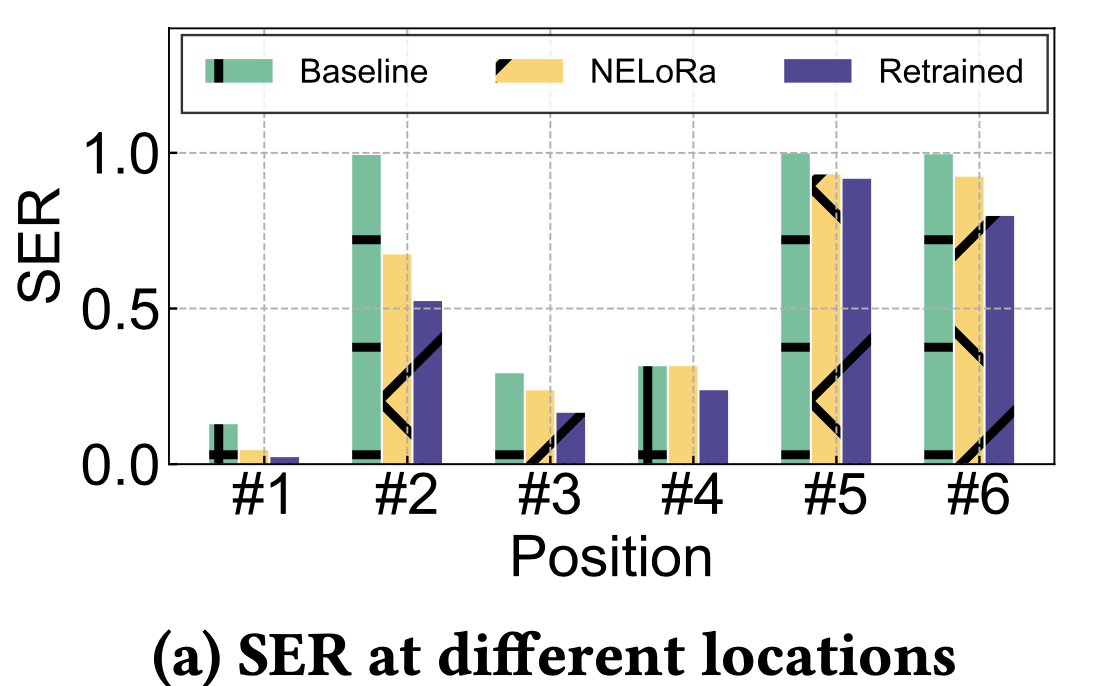 Baseline NELoRa Retrained
1.0
0.5
0.0
SER
#1 #2 #3 #4 #5 #6
Position
(a) SER at different locations